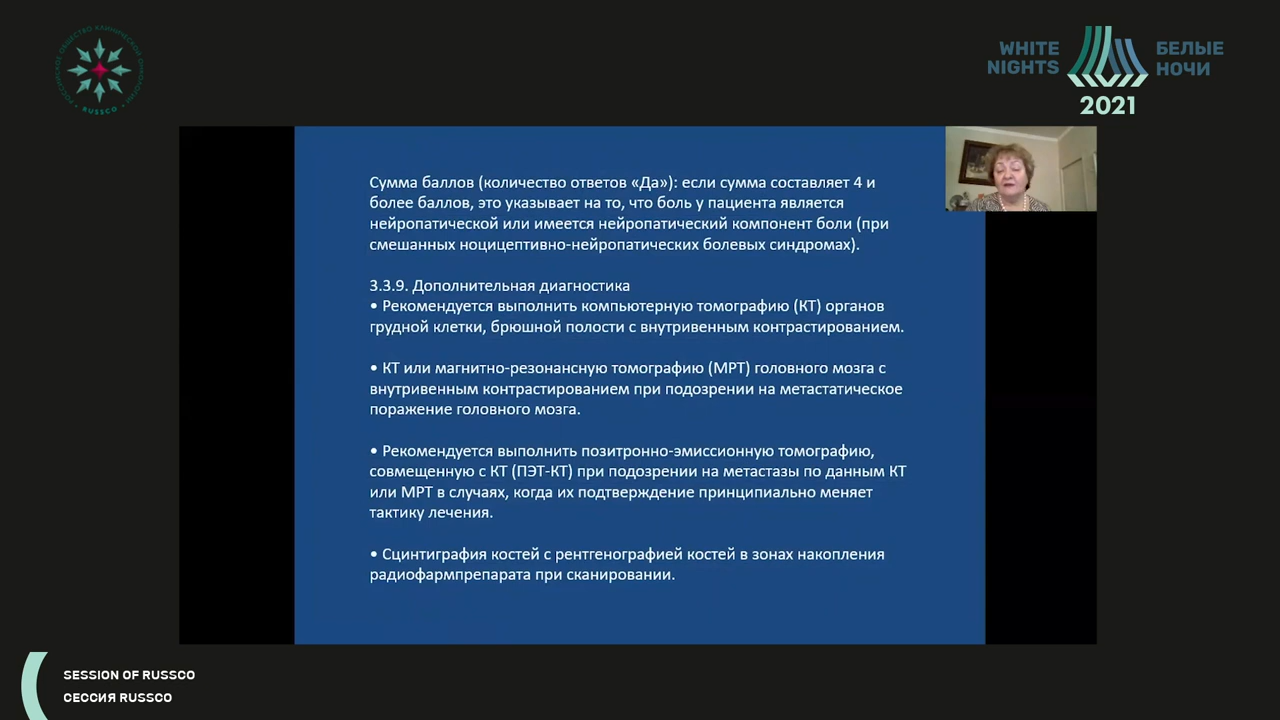 РОССИЙСКОЕ ОБЩЕСТВО КЛИНИЧЕСКОЙ ОНКОЛОГИИ
• RUSSCO •
WHITE
NIGHTS
БЕЛЫЕ
НОЧИ
2021
Сумма баллов (количество ответов «Да»): если сумма составляет 4 и
более баллов, это указывает на то, что боль у пациента является
нейропатической или имеется нейропатический компонент боли (при
смешанных ноцицептивно-нейропатических болевых синдромах).
3.3.9. Дополнительная диагностика
• Рекомендуется выполнить компьютерную томографию (КТ) органов
грудной клетки, брюшной полости с внутривенным контрастированием.
• КТ или магнитно-резонансную томографию (МРТ) головного мозга с
внутривенным контрастированием при подозрении на метастатическое
поражение головного мозга.
• Рекомендуется выполнить позитронно-эмиссионную томографию,
совмещенную с КТ (ПЭТ-КТ) при подозрении на метастазы по данным КТ
или МРТ в случаях, когда их подтверждение принципиально меняет
тактику лечения.
• Сцинтиграфия костей с рентгенографией костей в зонах накопления
радиофармпрепарата при сканировании.
SESSION OF RUSSCO
СЕССИЯ RUSSCO